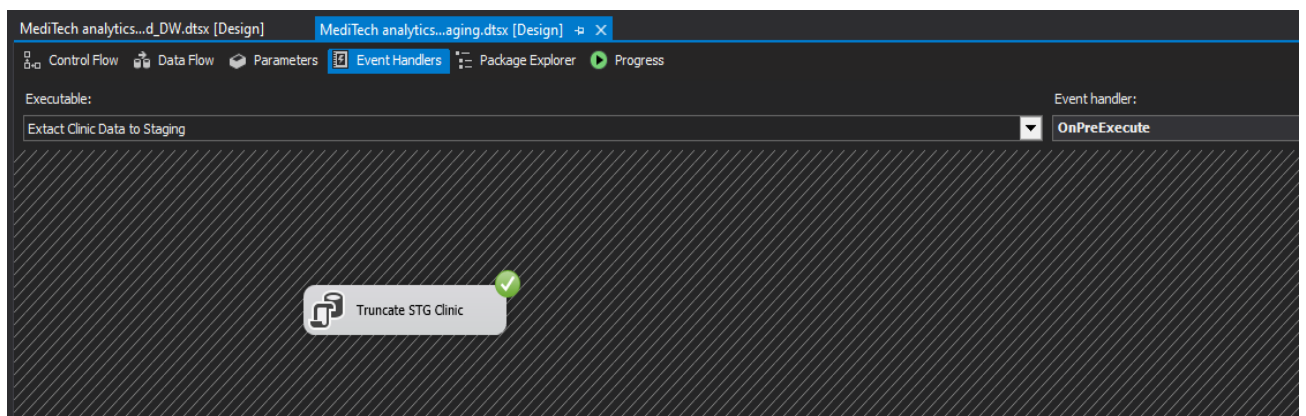 MediTech analytics...d_DW.dtsx [Design] MediTech analytics...aging.dtsx [Design]
Control Flow Data Flow Parameters Event Handlers Package Explorer Progress
Executable: Event handler:
Extact Clinic Data to Staging OnPreExecute
Truncate STG Clinic